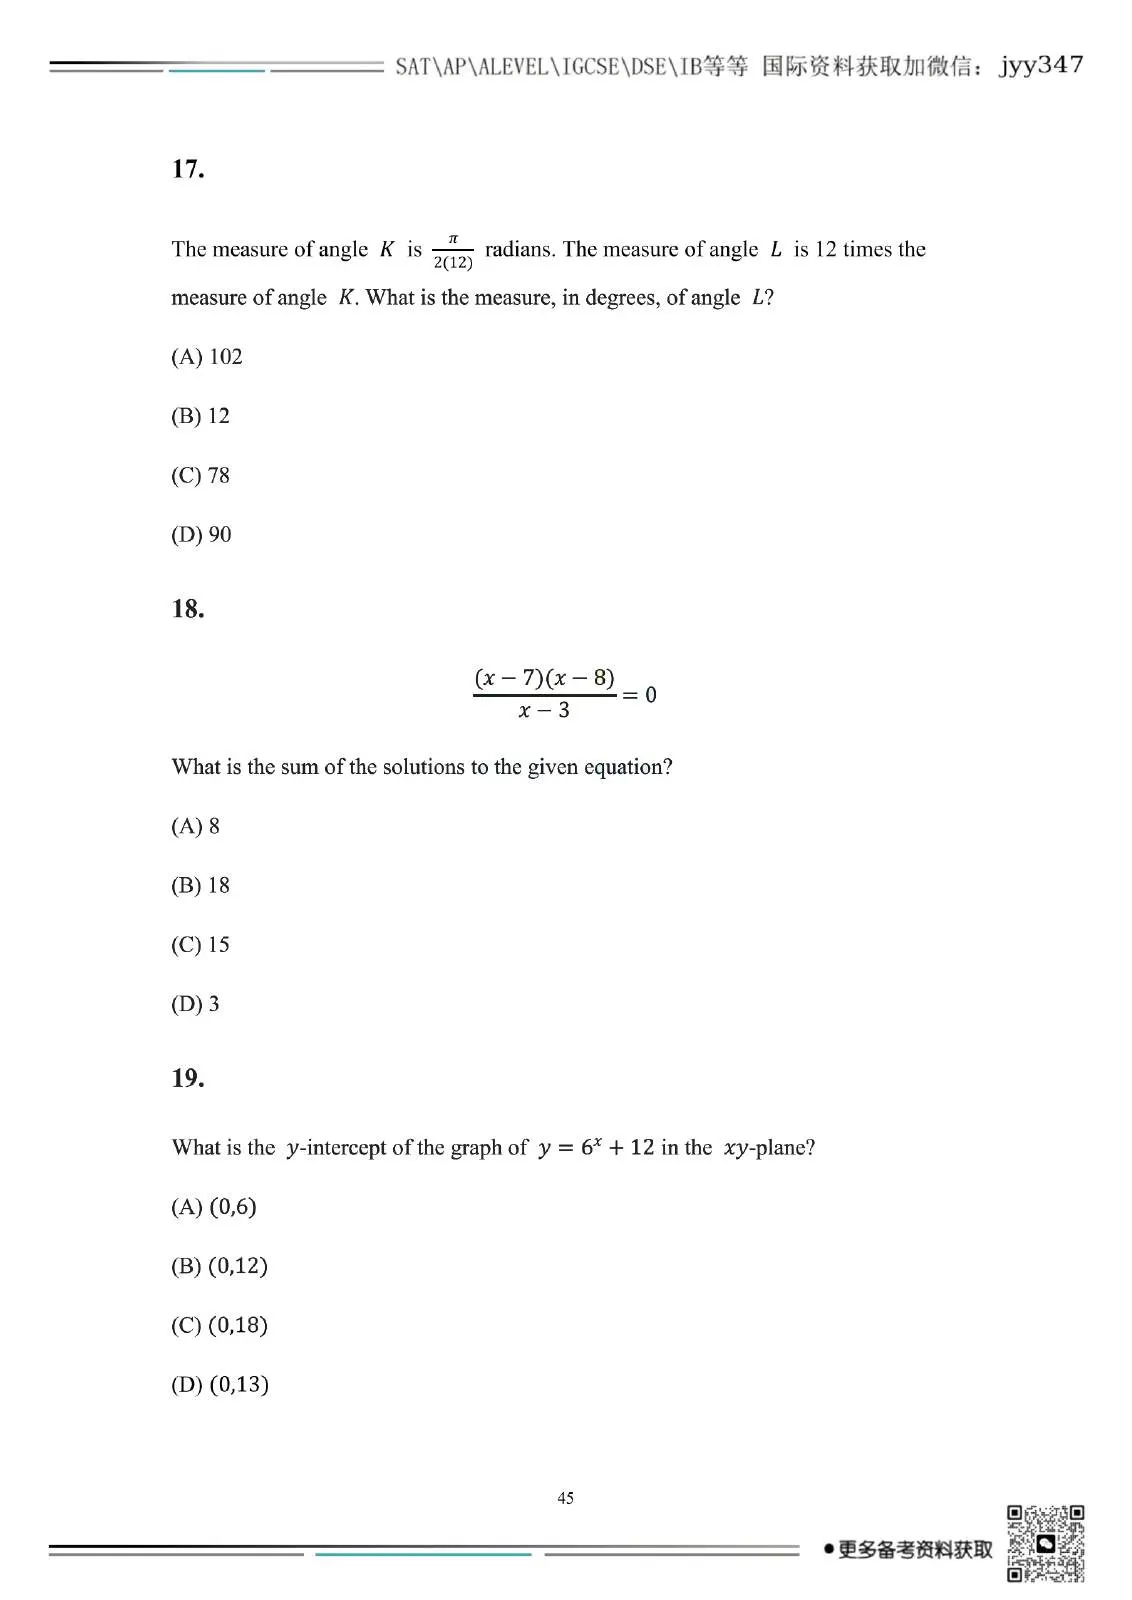 SAT\AP\ALEVEL\IGCSE\DSE\IB等等 国际资料获取加微信： jyy347
17.
The measure of angle K is π/2(12) radians. The measure of angle L is 12 times the
measure of angle K. What is the measure, in degrees, of angle L?
(A) 102
(B) 12
(C) 78
(D) 90
18.
(x − 7)(x − 8)/x − 3 = 0
What is the sum of the solutions to the given equation?
(A) 8
(B) 18
(C) 15
(D) 3
19.
What is the y-intercept of the graph of y = 6^x + 12 in the xy-plane?
(A) (0,6)
(B) (0,12)
(C) (0,18)
(D) (0,13)
45
●更多备考资料获取